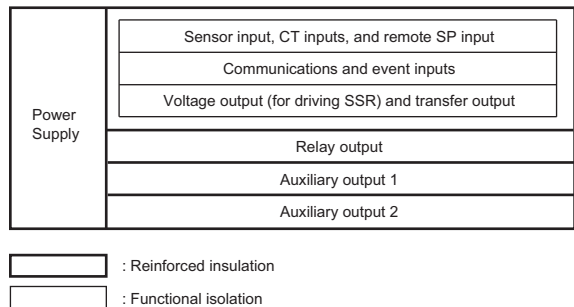 Power
Supply
Sensor input, CT inputs, and remote SP input
Communications and event inputs
Voltage output (for driving SSR) and transfer output
Relay output
Auxiliary output 1
Auxiliary output 2
: Reinforced insulation
: Functional isolation